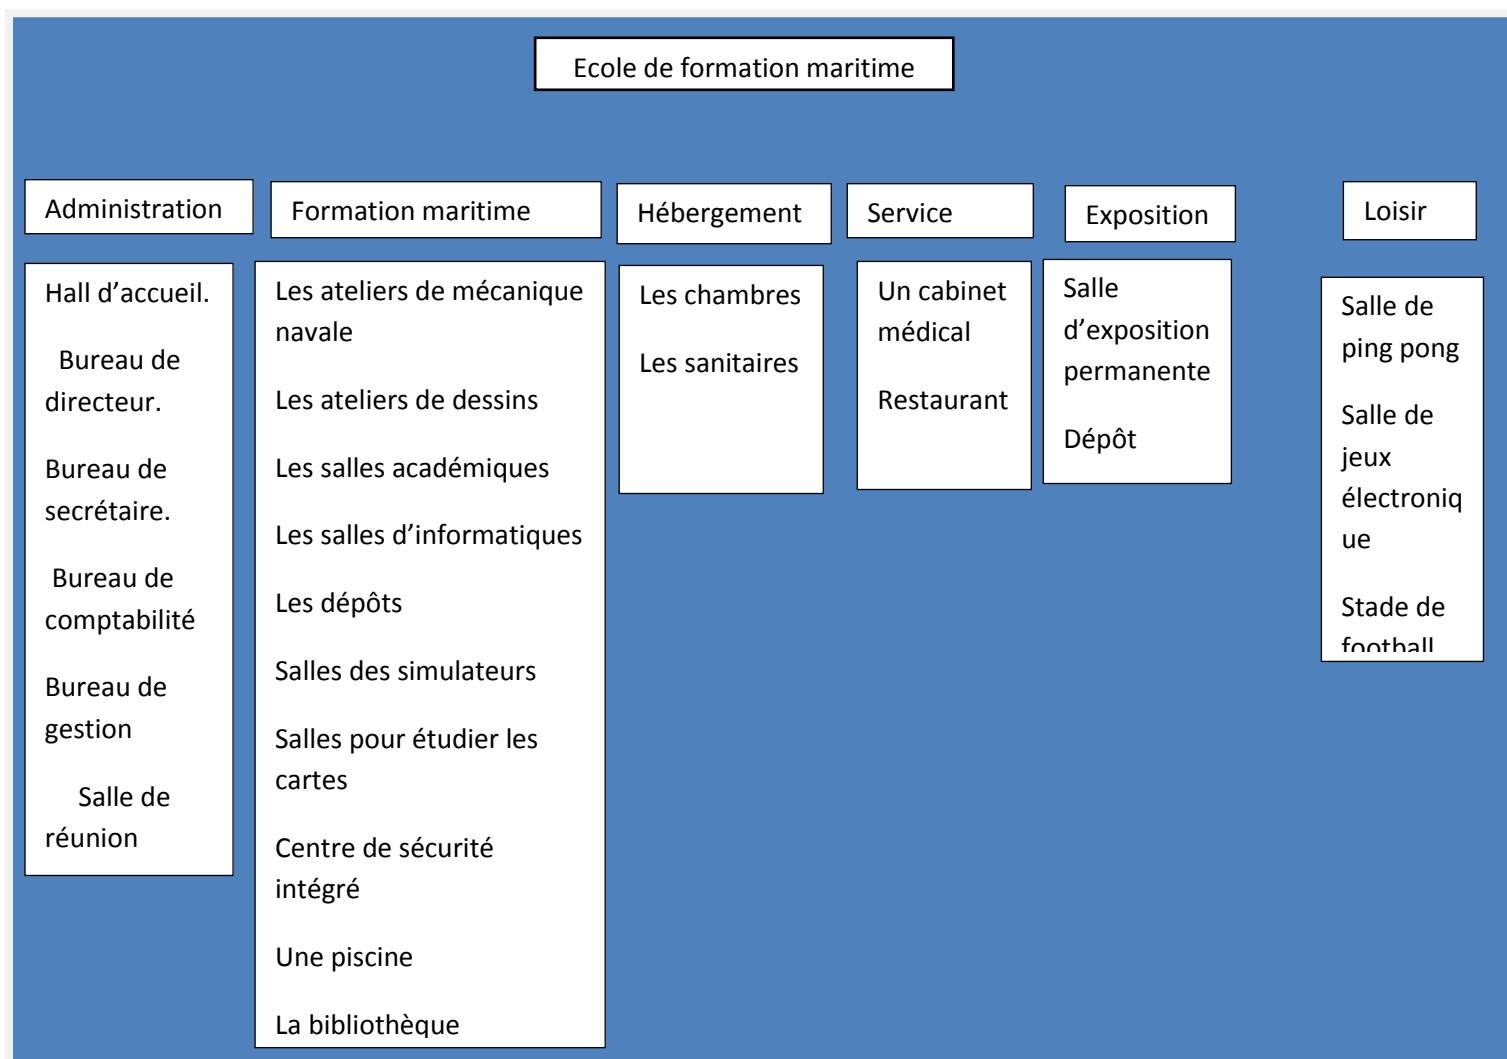 Ecole de formation maritime
Administration
Hall d’accueil.
Bureau de
directeur.
Bureau de
secrétaire.
Bureau de
comptabilité
Bureau de
gestion
Salle de
réunion
Formation maritime
Les ateliers de mécanique
navale
Les ateliers de dessins
Les salles académiques
Les salles d’informatiques
Les dépôts
Salles des simulateurs
Salles pour étudier les
cartes
Centre de sécurité
intégré
Une piscine
La bibliothèque
Hébergement
Les chambres
Les sanitaires
Service
Un cabinet
médical
Restaurant
Exposition
Salle
d’exposition
permanente
Dépôt
Loisir
Salle de
ping pong
Salle de
jeux
électroniq
ue
Stade de
football